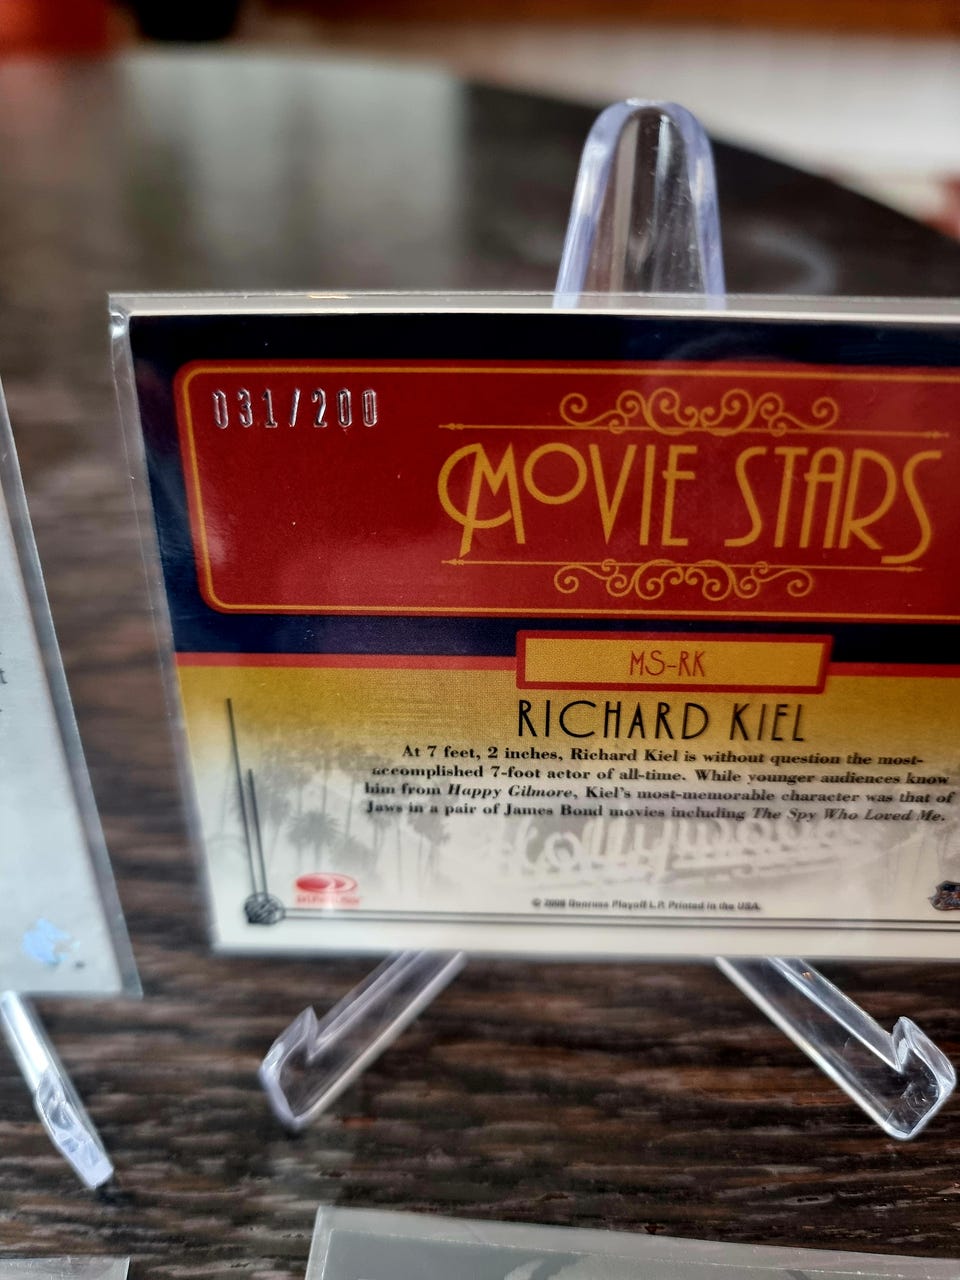 031/200
MOVIE STARS
MS-RK
RICHARD KIEL
At 7 feet, 2 inches, Richard Kiel is without question the most-
accomplished 7-foot actor of all-time. While younger audiences know
him from Happy Gilmore, Kiel's most-memorable character was that of
Jaws in a pair of James Bond movies including The Spy Who Loved Me.
Hollywood
© 2008 Donruss Playoff L.P. Printed in the USA.